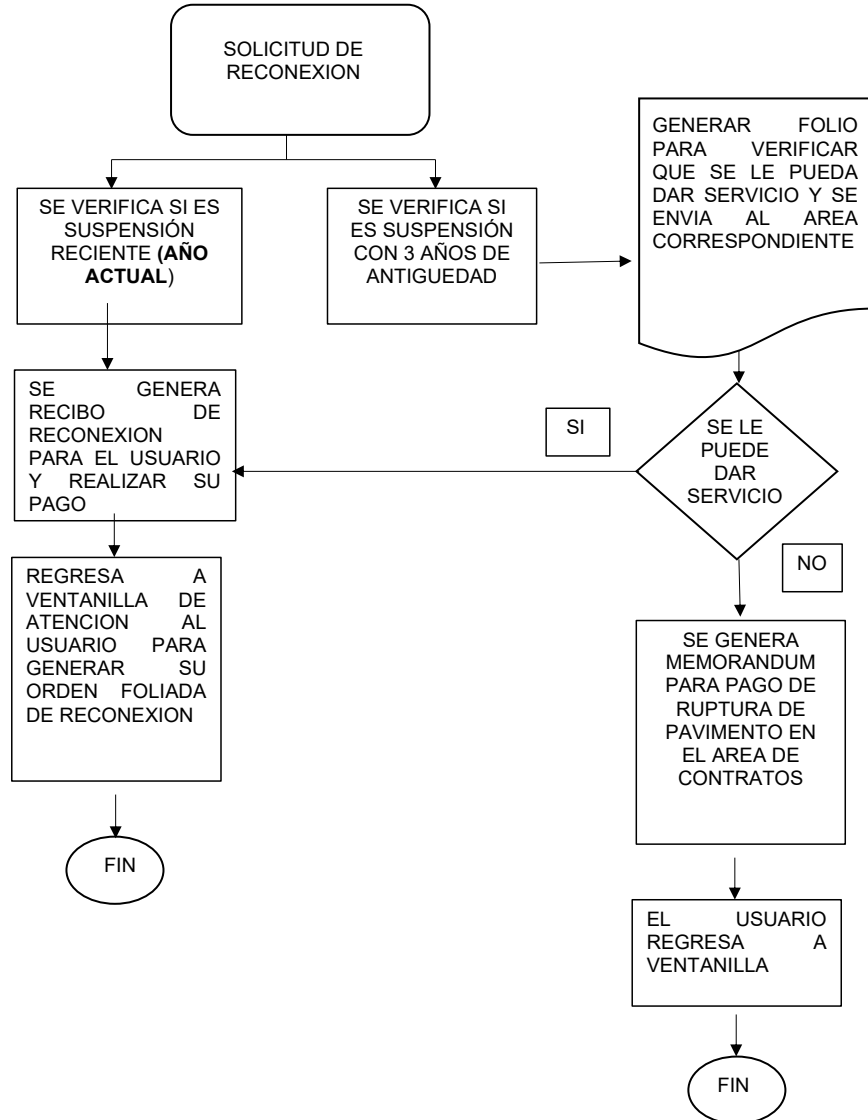 SOLICITUD DE
RECONEXION
SE VERIFICA SI ES
SUSPENSIÓN
RECIENTE (AÑO
ACTUAL)
SE VERIFICA SI
ES SUSPENSIÓN
CON 3 AÑOS DE
ANTIGUEDAD
GENERAR FOLIO
PARA VERIFICAR
QUE SE LE PUEDA
DAR SERVICIO Y SE
ENVIA AL AREA
CORRESPONDIENTE
SE GENERA
RECIBO DE
RECONEXION
PARA EL USUARIO
Y REALIZAR SU
PAGO
SI
SE LE
PUEDE
DAR
SERVICIO
NO
REGRESA A
VENTANILLA DE
ATENCION AL
USUARIO PARA
GENERAR SU
ORDEN FOLIADA
DE RECONEXION
FIN
SE GENERA
MEMORANDUM
PARA PAGO DE
RUPTURA DE
PAVIMENTO EN
EL AREA DE
CONTRATOS
EL USUARIO
REGRESA A
VENTANILLA
FIN